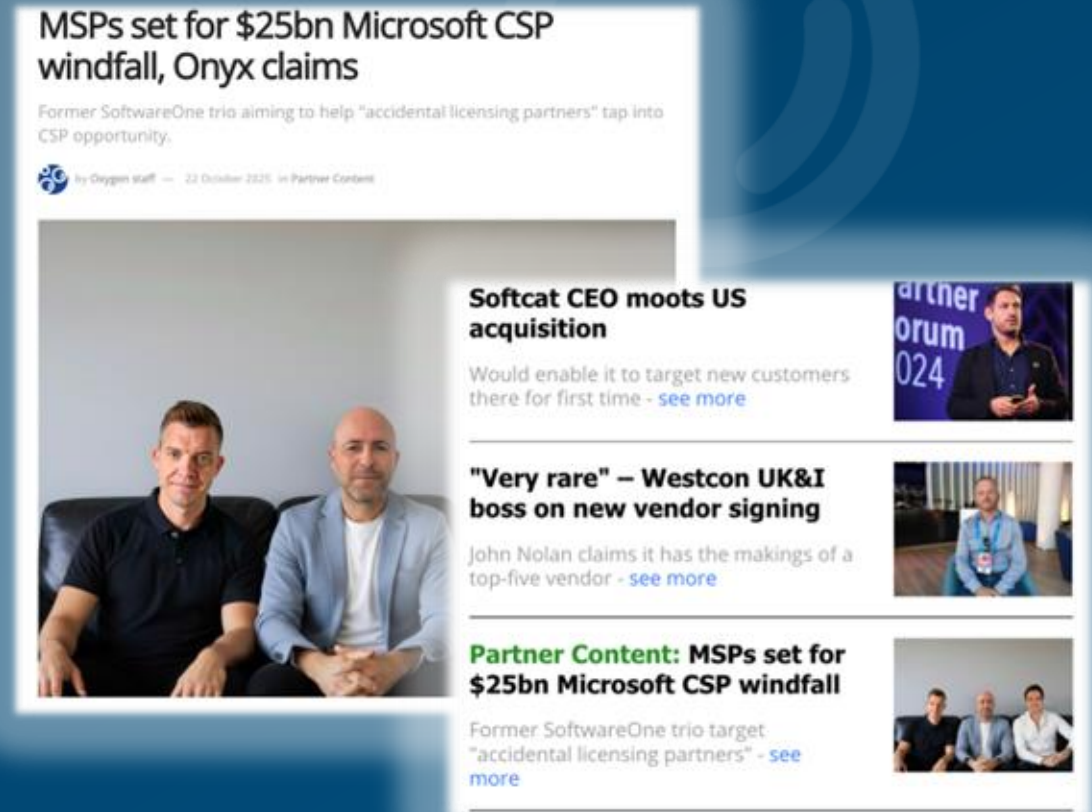 MSPs set for $25bn Microsoft CSP
windfall, Onyx claims
Former SoftwareOne trio aiming to help "accidental licensing partners" tap into
CSP opportunity.
by Oxygen staff — 22 October 2025 in Partner Content
Softcat CEO moots US
acquisition
Would enable it to target new customers
there for first time - see more
artner
orum
024
"Very rare" – Westcon UK&I
boss on new vendor signing
John Nolan claims it has the makings of a
top-five vendor - see more
Partner Content: MSPs set for
$25bn Microsoft CSP windfall
Former SoftwareOne trio target
"accidental licensing partners" - see
more